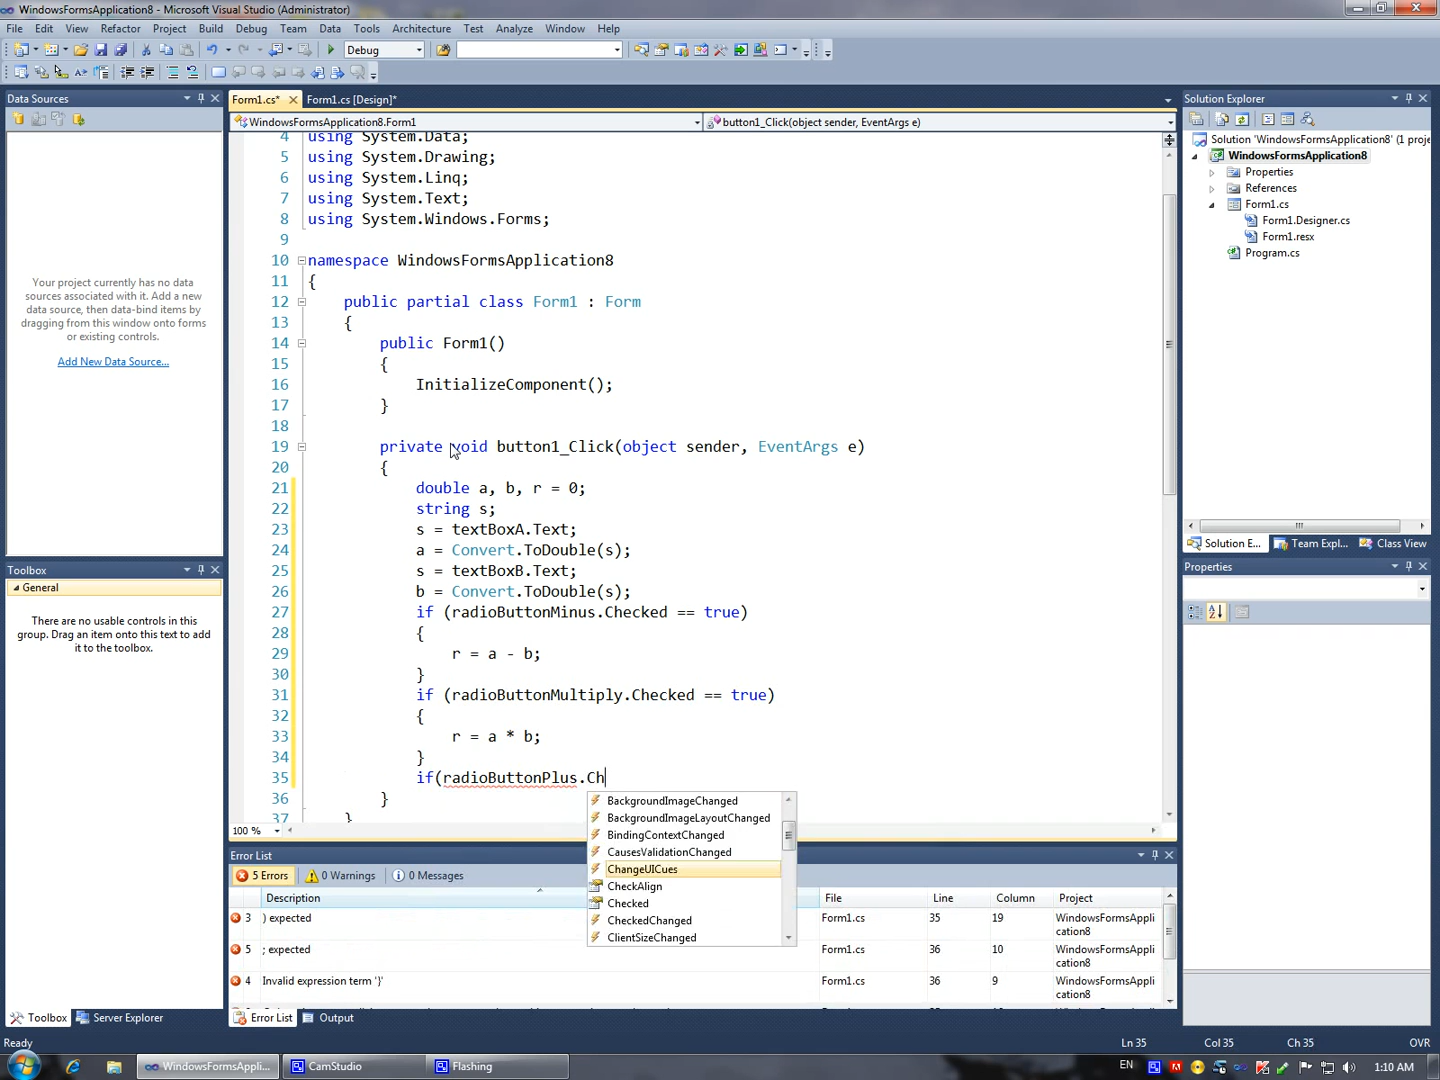 WindowsFormsApplication8 - Microsoft Visual Studio (Administrator)
File Edit View Refactor Project Build Debug Team Data Tools Architecture Test Analyze Window Help
Debug
Data Sources
Your project currently has no data
sources associated with it. Add a new
data source, then data-bind items by
dragging from this window onto forms
or existing controls.
Add New Data Source...
Toolbox
General
There are no usable controls in this
group. Drag an item onto this text to add
it to the toolbox.
Toolbox Server Explorer
Form1.cs* Form1.cs [Design]*
WindowsFormsApplication8.Form1 button1_Click(object sender, EventArgs e)
4 using System.Data;
5 using System.Drawing;
6 using System.Linq;
7 using System.Text;
8 using System.Windows.Forms;
9
10 namespace WindowsFormsApplication8
11 {
12 public partial class Form1 : Form
13 {
14 public Form1()
15 {
16 InitializeComponent();
17 }
18
19 private void button1_Click(object sender, EventArgs e)
20 {
21 double a, b, r = 0;
22 string s;
23 s = textBoxA.Text;
24 a = Convert.ToDouble(s);
25 s = textBoxB.Text;
26 b = Convert.ToDouble(s);
27 if (radioButtonMinus.Checked == true)
28 {
29 r = a - b;
30 }
31 if (radioButtonMultiply.Checked == true)
32 {
33 r = a * b;
34 }
35 if(radioButtonPlus.Ch
36 }
37 }
BackgroundImageChanged
BackgroundImageLayoutChanged
BindingContextChanged
CausesValidationChanged
ChangeUICues
CheckAlign
Checked
CheckedChanged
ClientSizeChanged
100 %
Error List
5 Errors 0 Warnings 0 Messages
Description File Line Column Project
3 ) expected Form1.cs 35 19 WindowsFormsAppli
cation8
5 ; expected Form1.cs 36 10 WindowsFormsAppli
cation8
4 Invalid expression term '}' Form1.cs 36 9 WindowsFormsAppli
cation8
Error List Output
Solution Explorer
Solution 'WindowsFormsApplication8' (1 proje
WindowsFormsApplication8
Properties
References
Form1.cs
Form1.Designer.cs
Form1.resx
Program.cs
Solution E... Team Expl... Class View
Properties
Ready Ln 35 Col 35 Ch 35 OVR
WindowsFormsAppli... CamStudio Flashing EN 1:10 AM